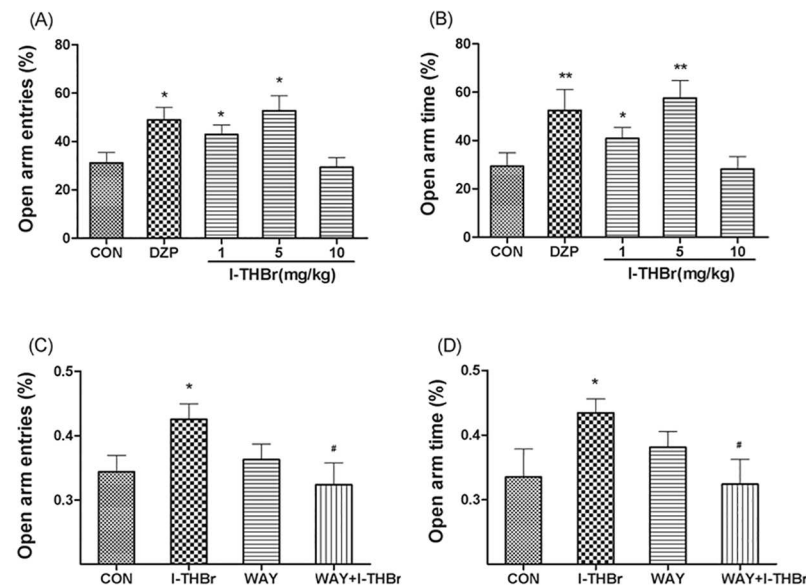 (A)
Open arm entries (%)
80
60
40
20
0
*
*
*
CON DZP 1 5 10
I-THBr(mg/kg)
(B)
Open arm time (%)
80
60
40
20
0
**
*
**
CON DZP 1 5 10
I-THBr(mg/kg)
(C)
Open arm entries (%)
0.5
0.4
0.3
*
#
CON I-THBr WAY WAY+I-THBr
(D)
Open arm time (%)
0.5
0.4
0.3
*
#
CON I-THBr WAY WAY+I-THBr